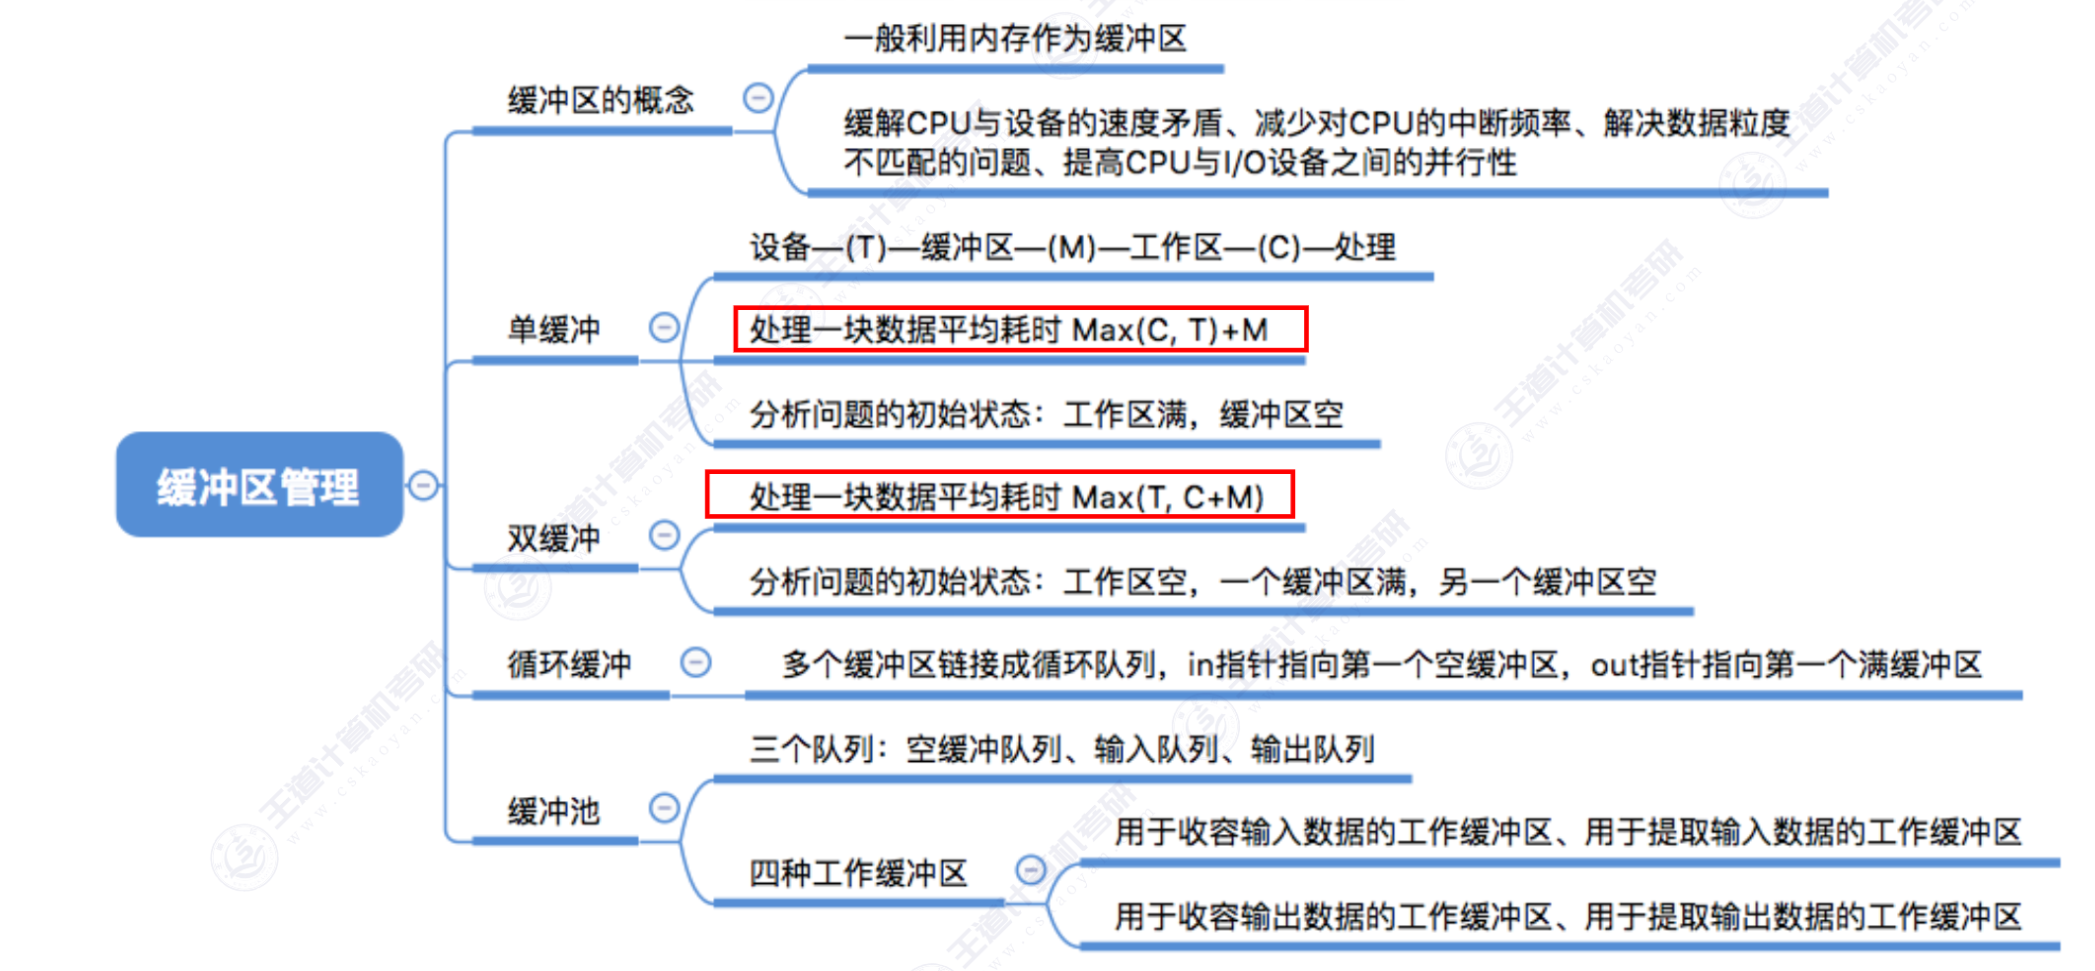 一般利用内存作为缓冲区
缓冲区的概念
缓解CPU与设备的速度矛盾、减少对CPU的中断频率、解决数据粒度
不匹配的问题、提高CPU与I/O设备之间的并行性
设备—(T)—缓冲区—(M)—工作区—(C)—处理
单缓冲
处理一块数据平均耗时 Max(C, T)+M
分析问题的初始状态：工作区满，缓冲区空
缓冲区管理
处理一块数据平均耗时 Max(T, C+M)
双缓冲
分析问题的初始状态：工作区空，一个缓冲区满，另一个缓冲区空
循环缓冲
多个缓冲区链接成循环队列，in指针指向第一个空缓冲区，out指针指向第一个满缓冲区
三个队列：空缓冲队列、输入队列、输出队列
缓冲池
用于收容输入数据的工作缓冲区、用于提取输入数据的工作缓冲区
四种工作缓冲区
用于收容输出数据的工作缓冲区、用于提取输出数据的工作缓冲区
王道计算机考研
www.cskaoyan.com